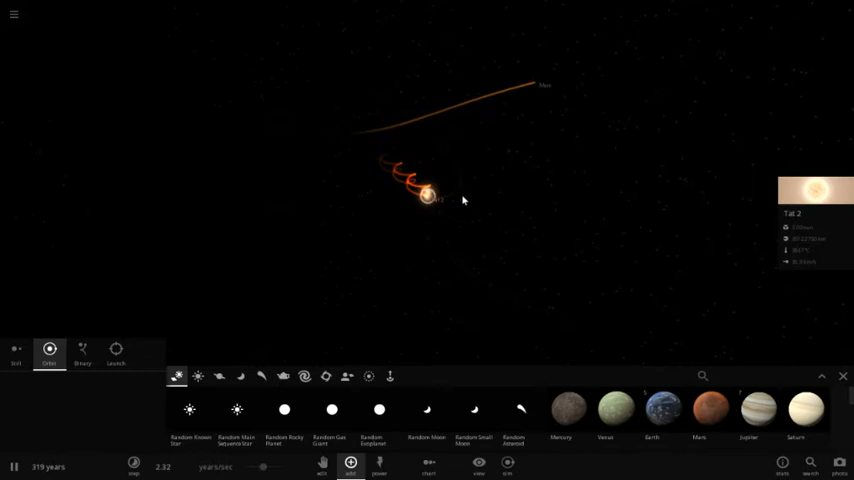 Tat 2
Still
Orbit
Binary
Launch
Random Known Star
Random Main Sequence Star
Random Rocky Planet
Random Gas Giant
Random Exoplanet
Random Moon
Random Small Moon
Random Asteroid
Mercury
Venus
Earth
Mars
Jupiter
Saturn
319 years
step
2.32
years/sec
edit
add
power
chart
view
sim
stats
search
photo